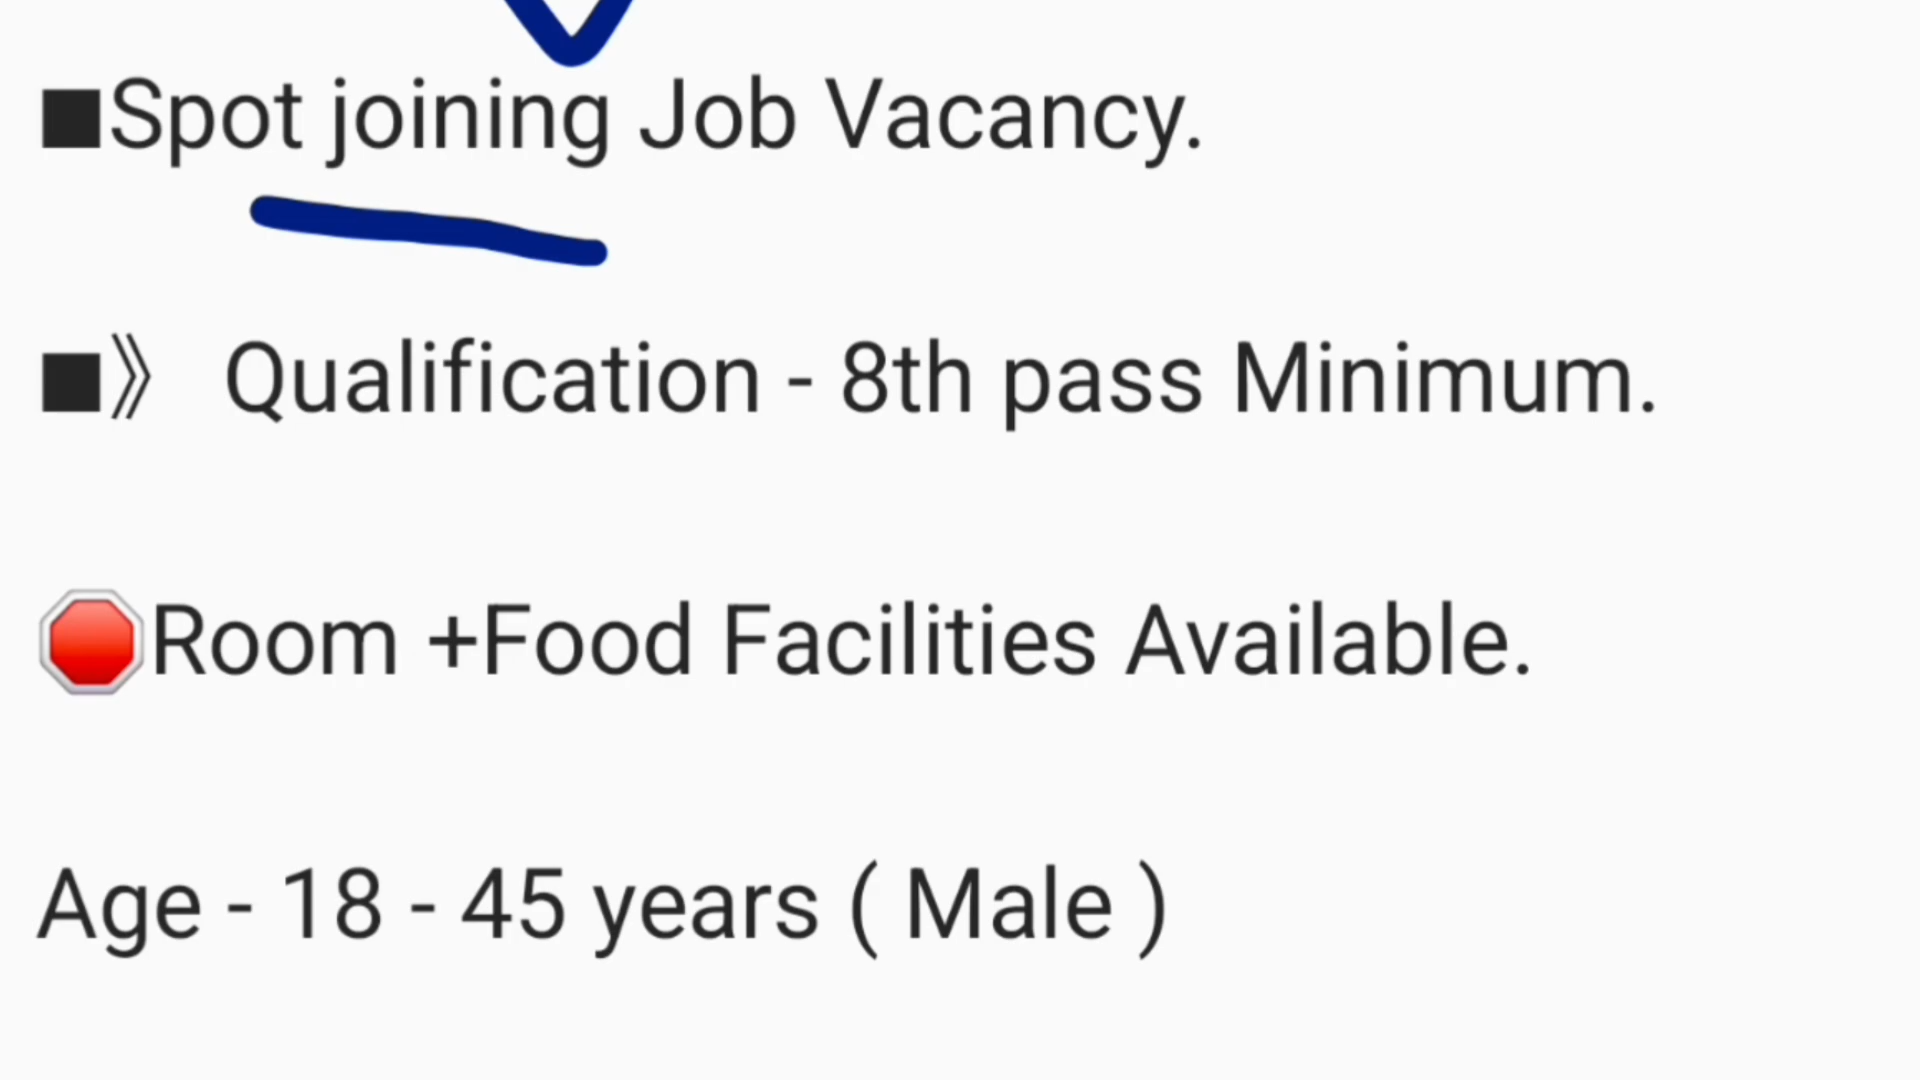 ■Spot joining Job Vacancy.
■》 Qualification - 8th pass Minimum.
🛑Room +Food Facilities Available.
Age - 18 - 45 years ( Male )